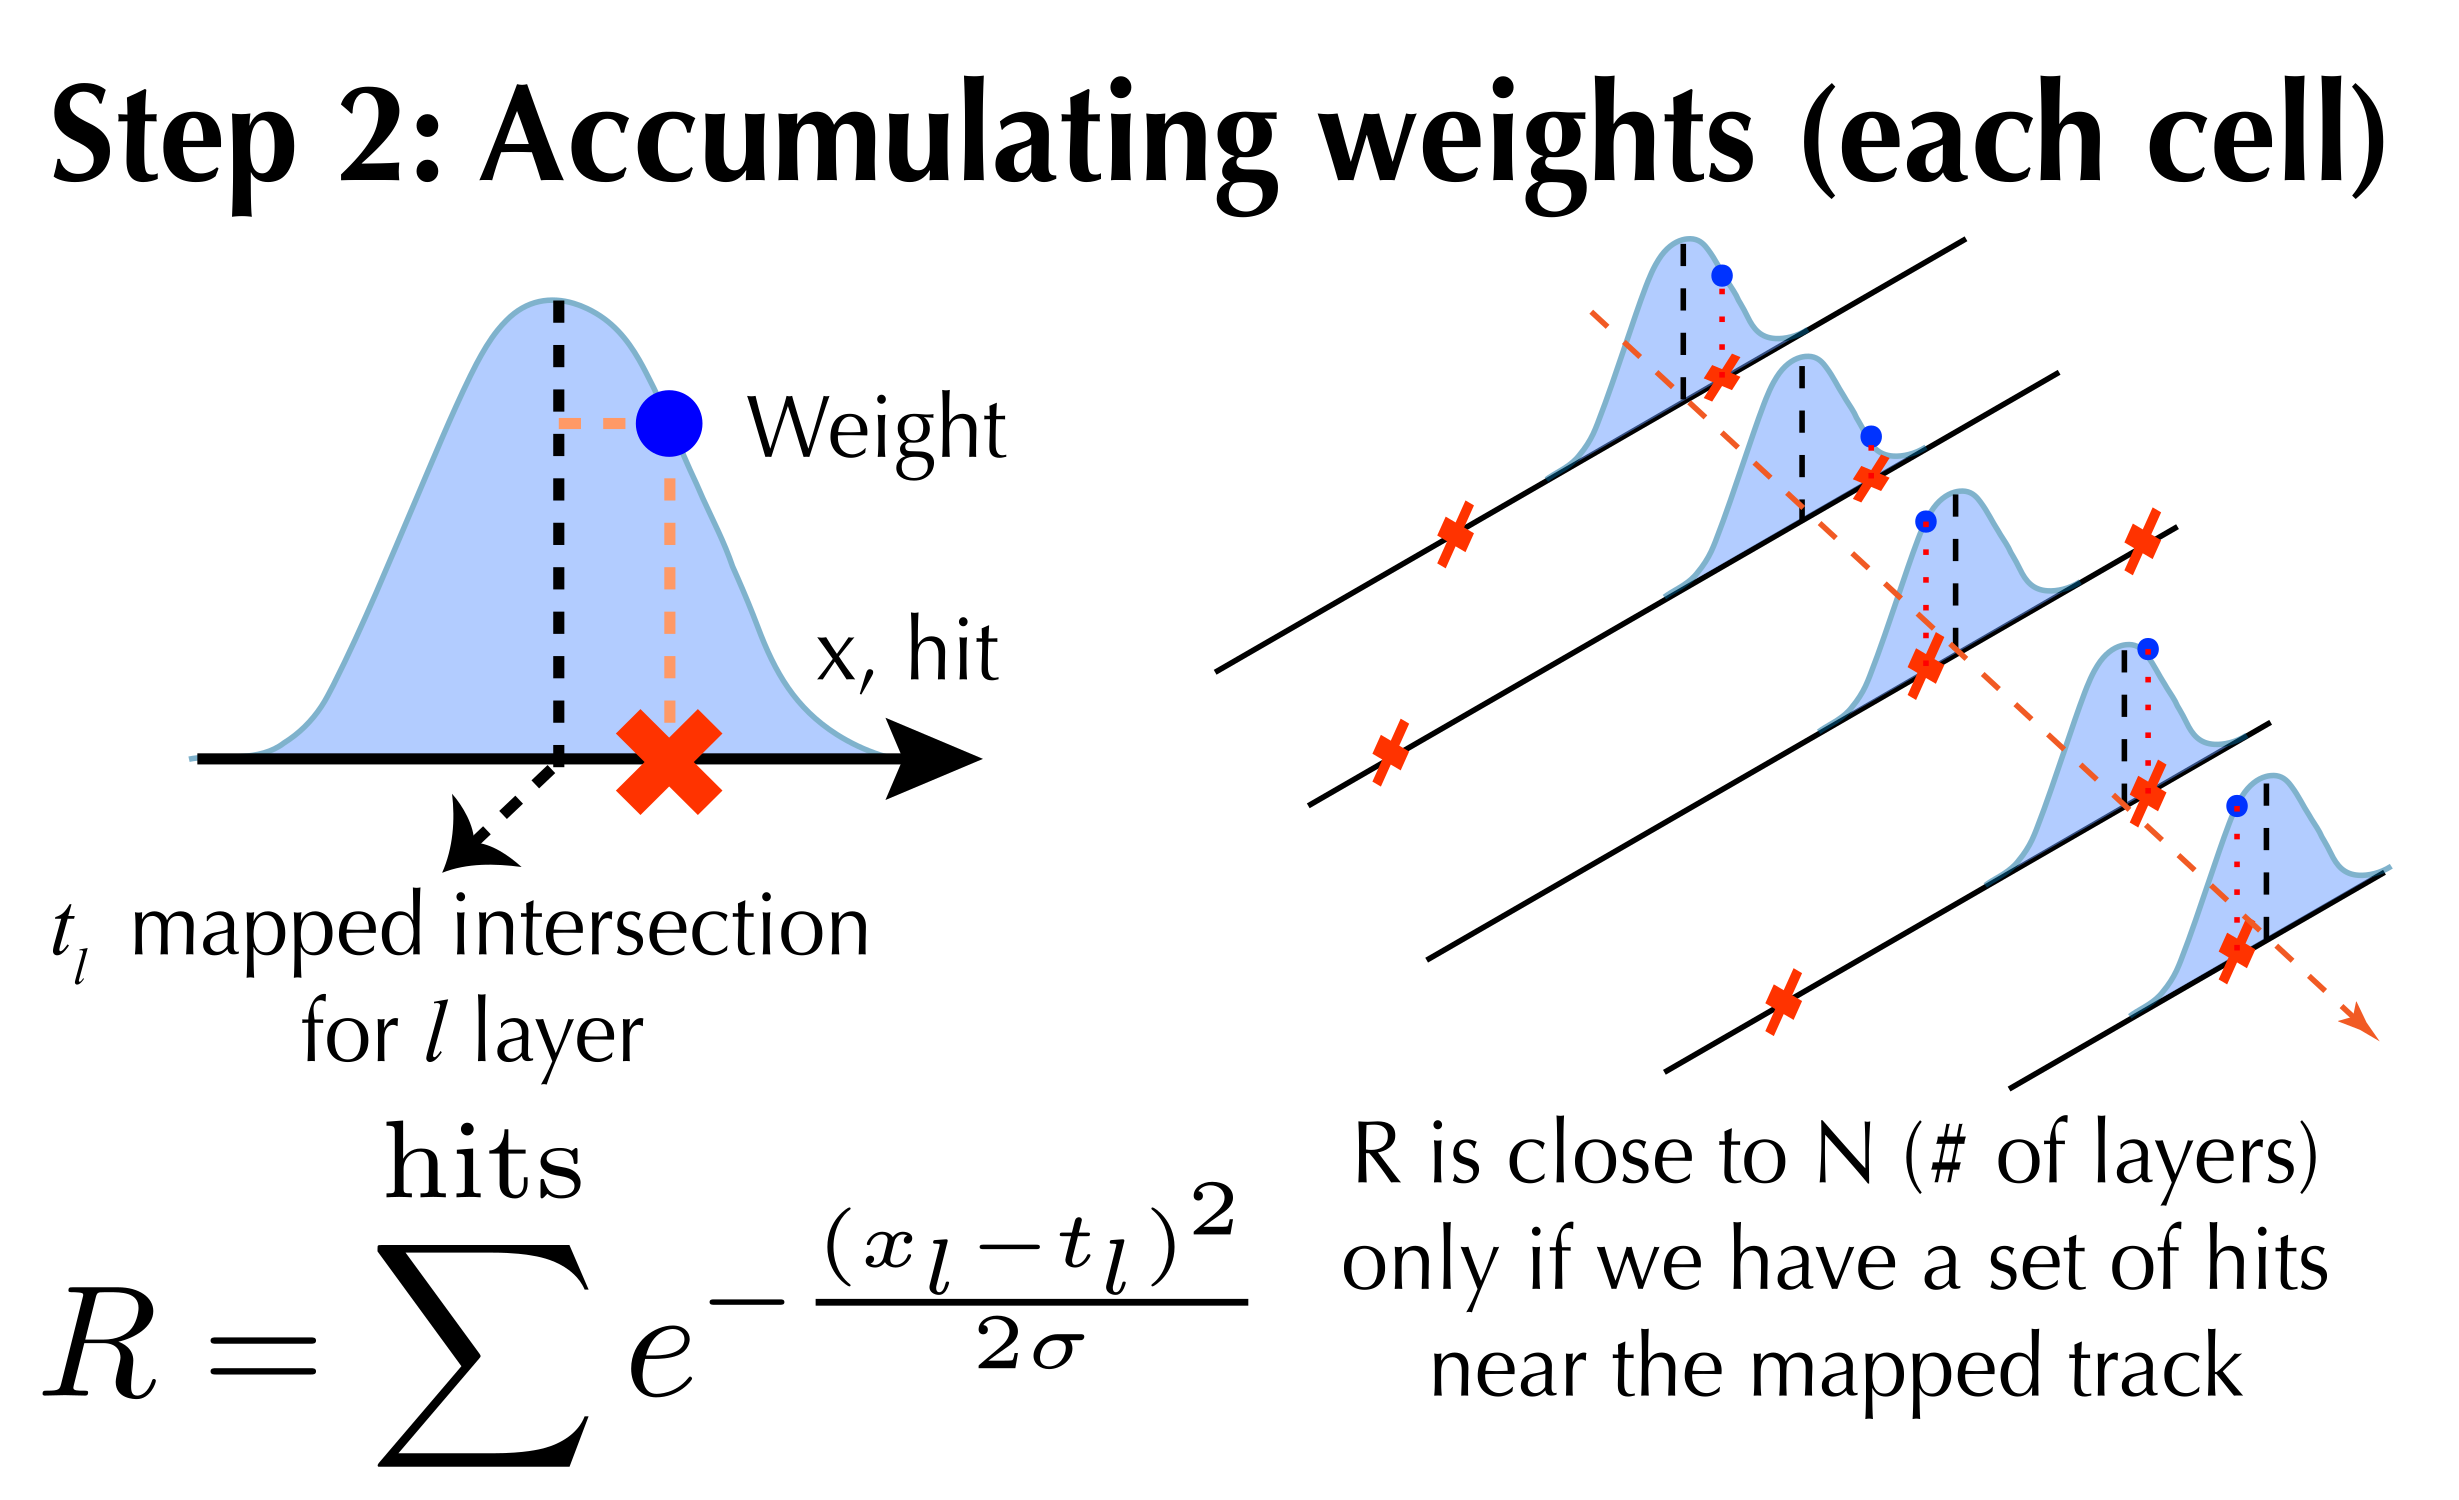 Step 2: Accumulating weights (each cell)
Weight
x, hit
t_l mapped intersection
for l layer
R = \sum^{hits} e^{-\frac{(x_l - t_l)^2}{2\sigma}}
R is close to N (# of layers)
only if we have a set of hits
near the mapped track